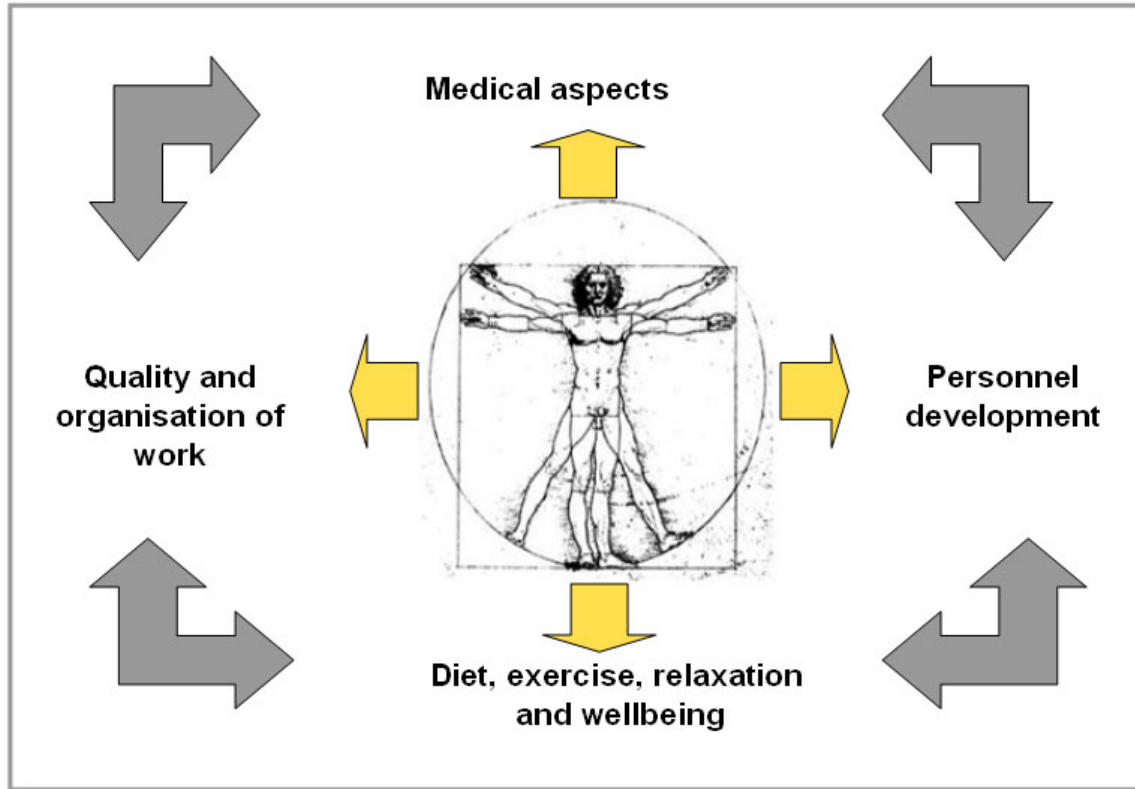 Medical aspects
Quality and
organisation of
work
Personnel
development
Diet, exercise, relaxation
and wellbeing